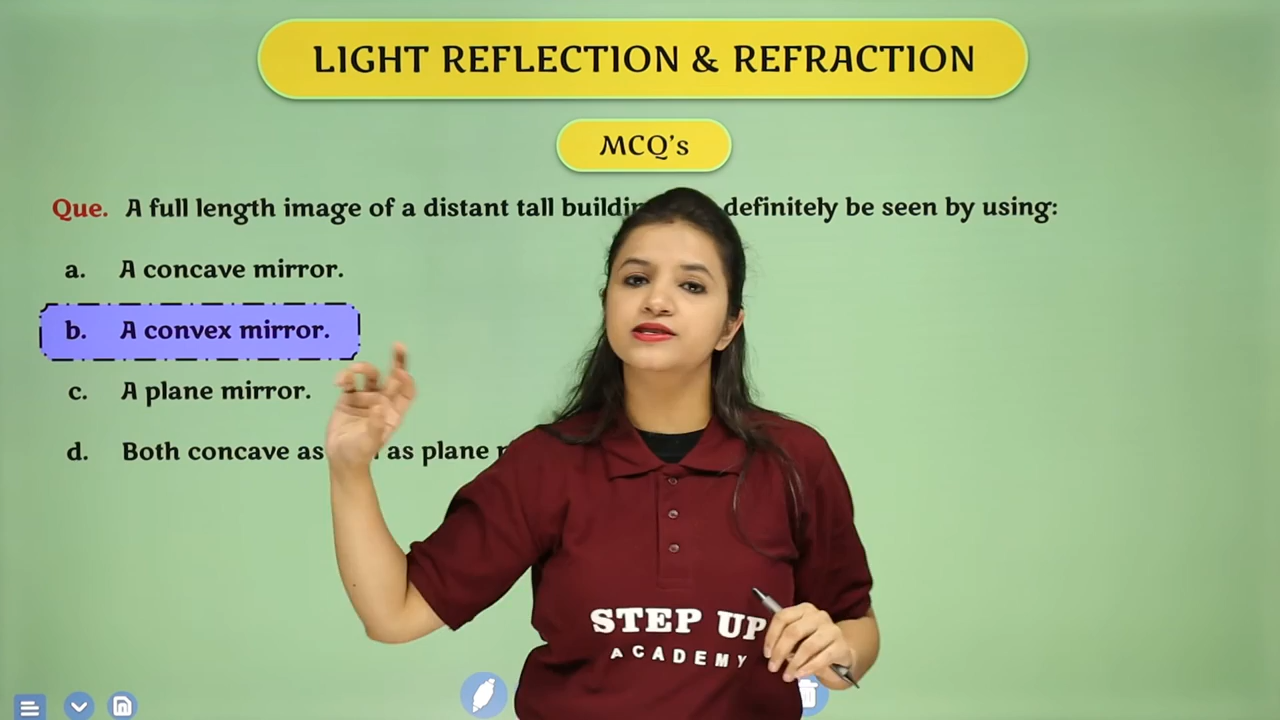 LIGHT REFLECTION & REFRACTION
MCQ's
Que. A full length image of a distant tall definitely be seen by using:
a. A concave mirror.
b. A convex mirror.
c. A plane mirror.
d. Both concave as as plane
STEP UP
ACADEMY